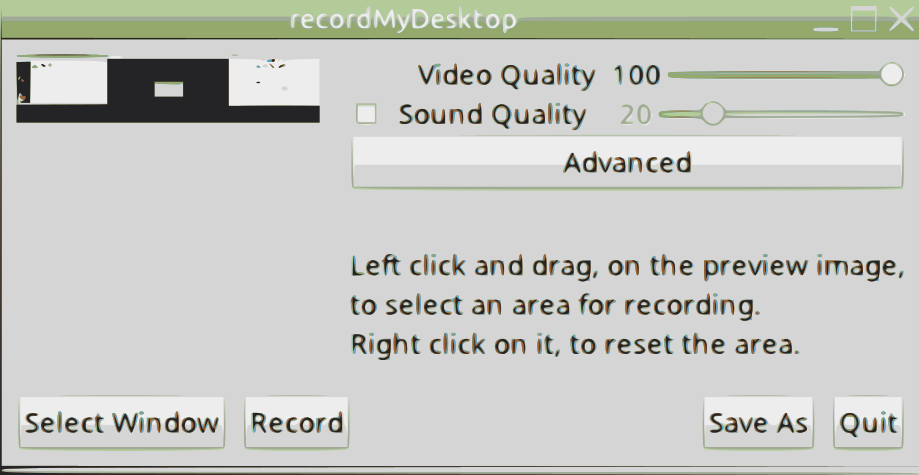 recordMyDesktop
Video Quality 100
Sound Quality 20
Advanced
Left click and drag, on the preview image,
to select an area for recording.
Right click on it, to reset the area.
Select Window Record Save As Quit